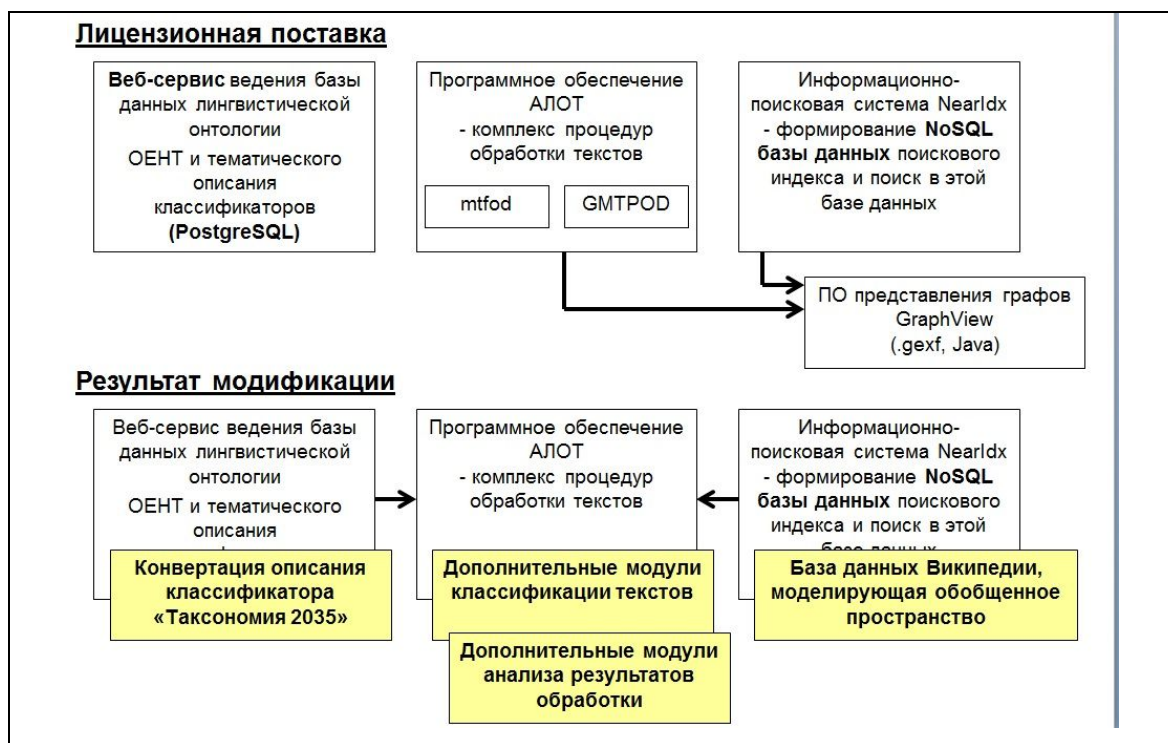 Лицензионная поставка
Веб-сервис ведения базы
данных лингвистической
онтологии
ОЕНТ и тематического
описания
классификаторов
(PostgreSQL)
Программное обеспечение
АЛОТ
- комплекс процедур
обработки текстов
mtfod
GMTPOD
Информационно-
поисковая система NearIdx
- формирование NoSQL
базы данных поискового
индекса и поиск в этой
базе данных
ПО представления графов
GraphView
(.gexf, Java)
Результат модификации
Веб-сервис ведения базы
данных лингвистической
онтологии
ОЕНТ и тематического
описания
Конвертация описания
классификатора
«Таксономия 2035»
Программное обеспечение
АЛОТ
- комплекс процедур
обработки текстов
Дополнительные модули
классификации текстов
Дополнительные модули
анализа результатов
обработки
Информационно-
поисковая система NearIdx
- формирование NoSQL
базы данных поискового
индекса и поиск в этой
базе данных
База данных Википедии,
моделирующая обобщенное
пространство